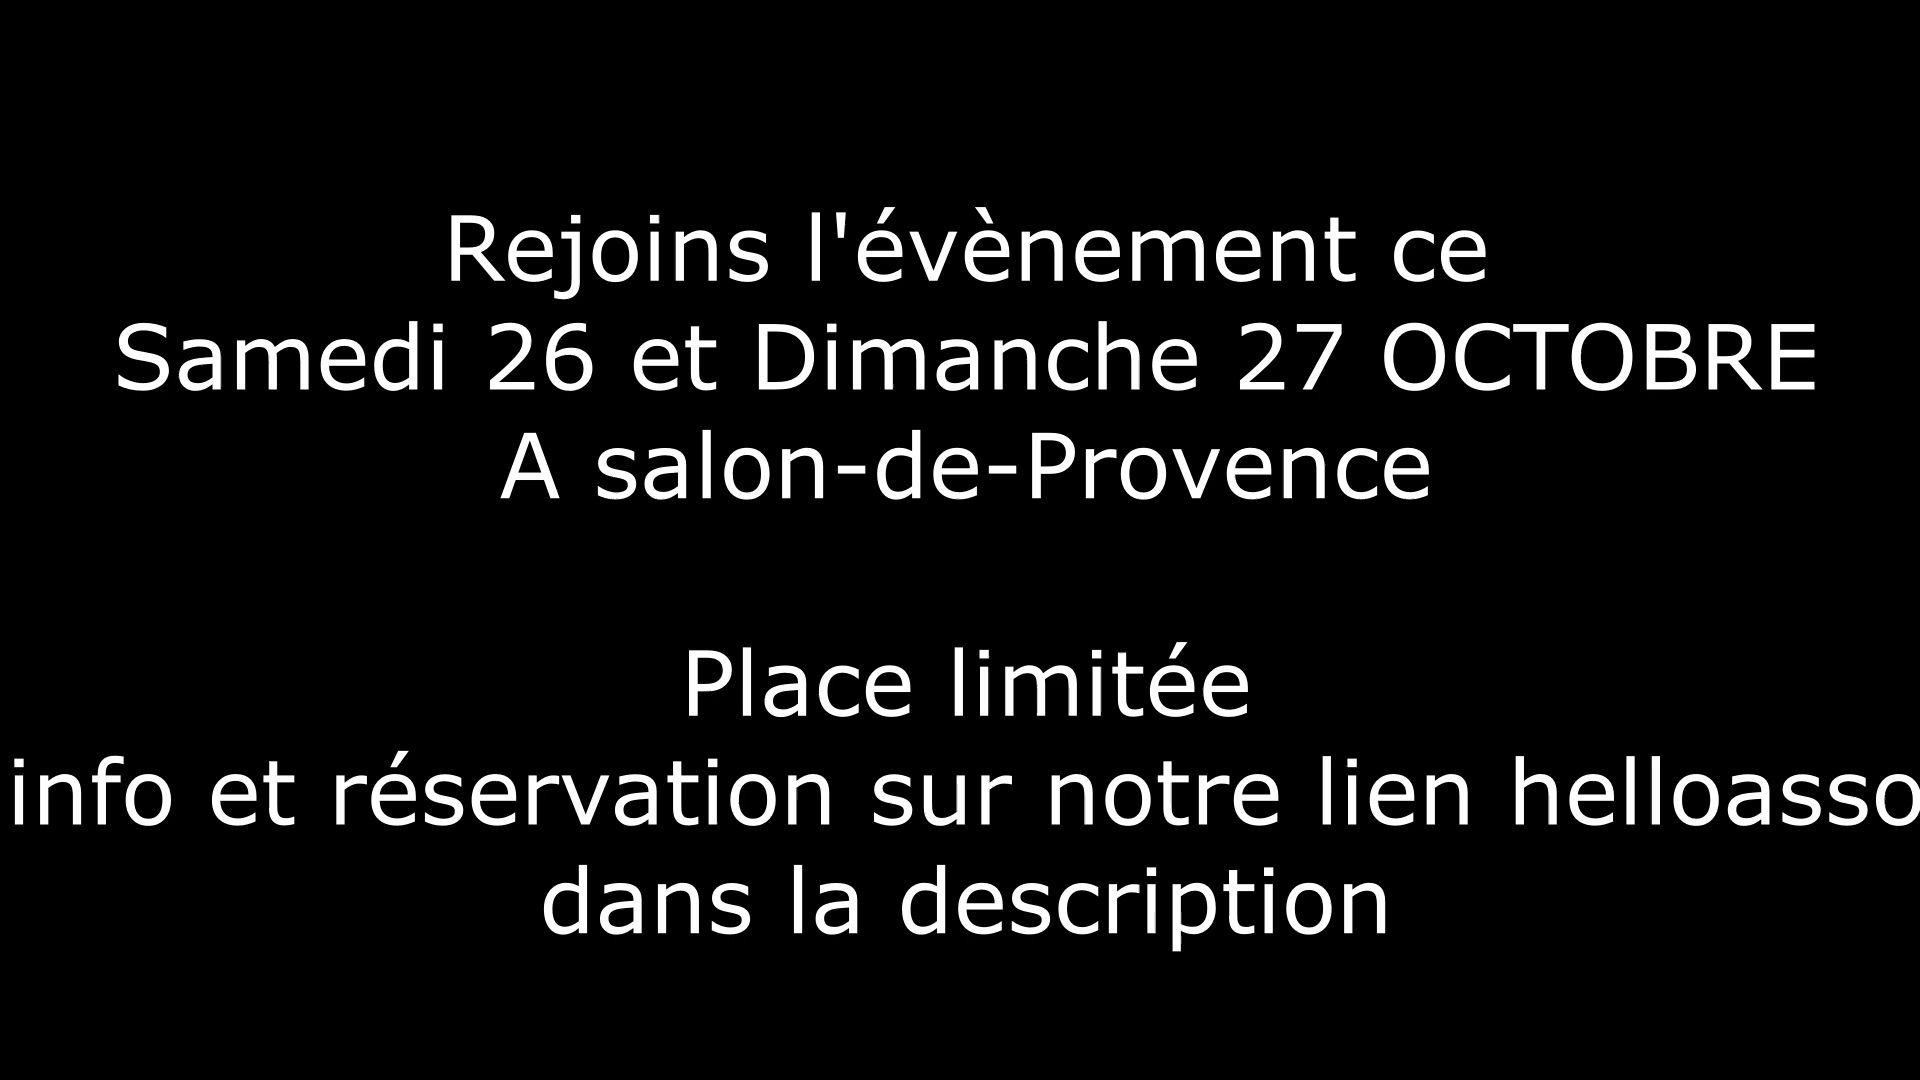 Rejoins l'évènement ce
Samedi 26 et Dimanche 27 OCTOBRE
A salon-de-Provence
Place limitée
info et réservation sur notre lien helloasso
dans la description